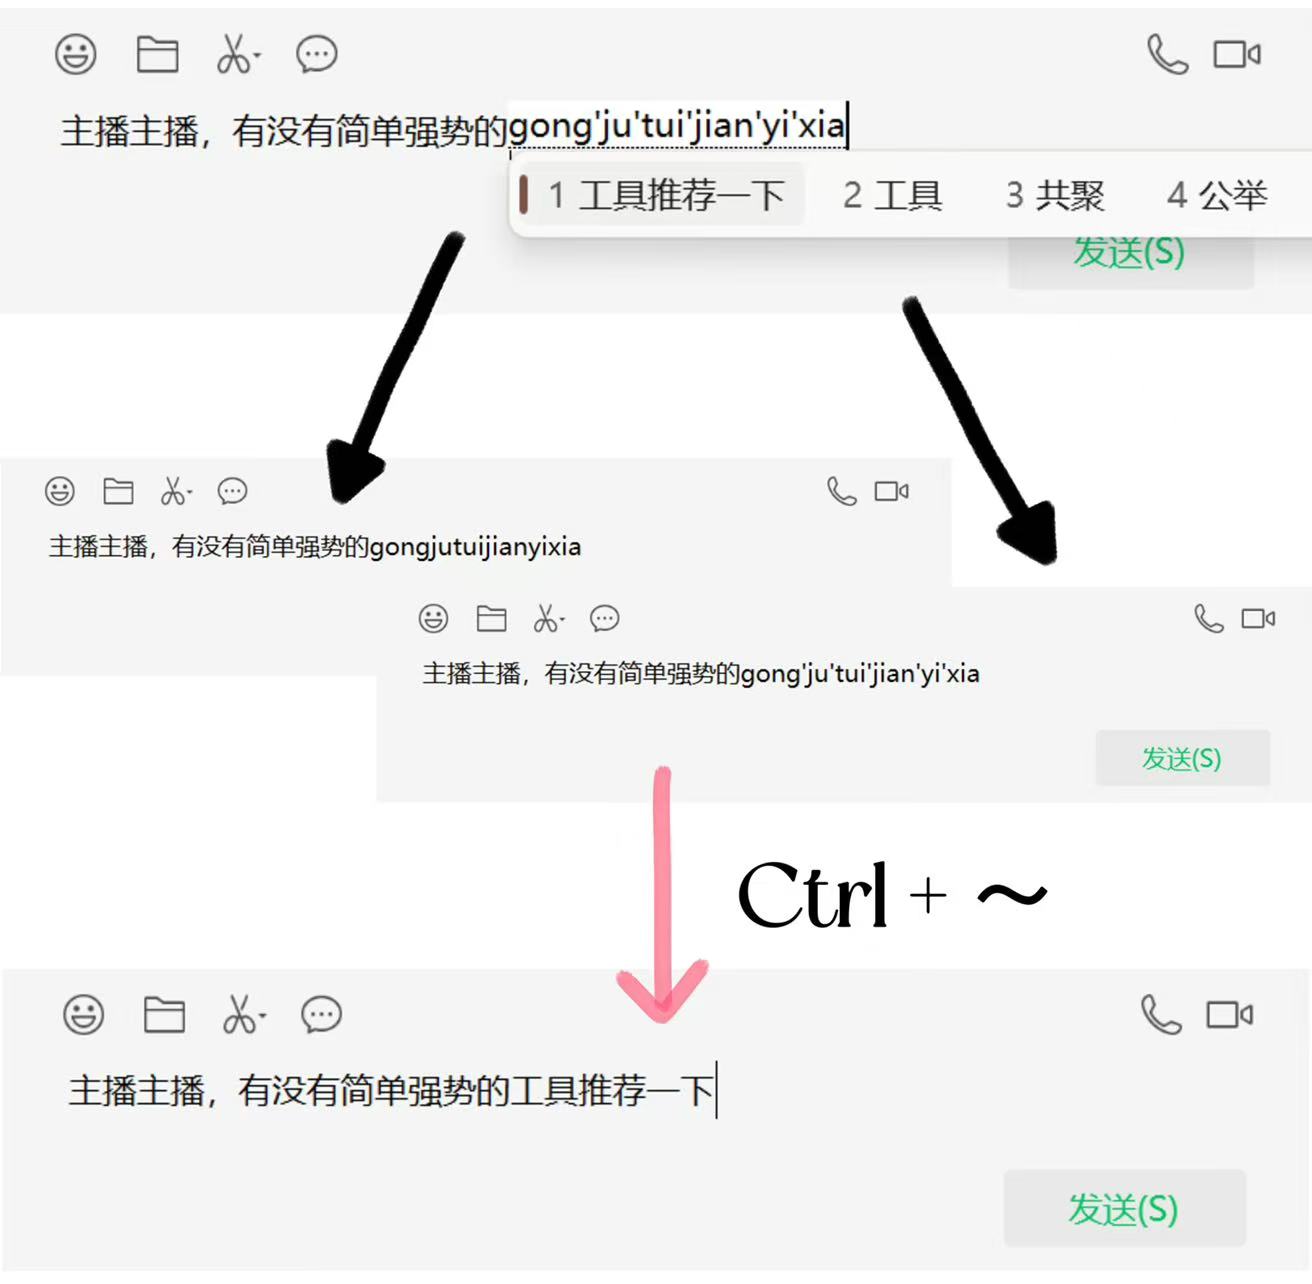 主播主播，有没有简单强势的gong'ju'tui'jian'yi'xia
1 工具推荐一下 2 工具 3 共聚 4 公举
发送(S)
主播主播，有没有简单强势的gongjutuijianyixia
主播主播，有没有简单强势的gong'ju'tui'jian'yi'xia
发送(S)
Ctrl + ～
主播主播，有没有简单强势的工具推荐一下
发送(S)